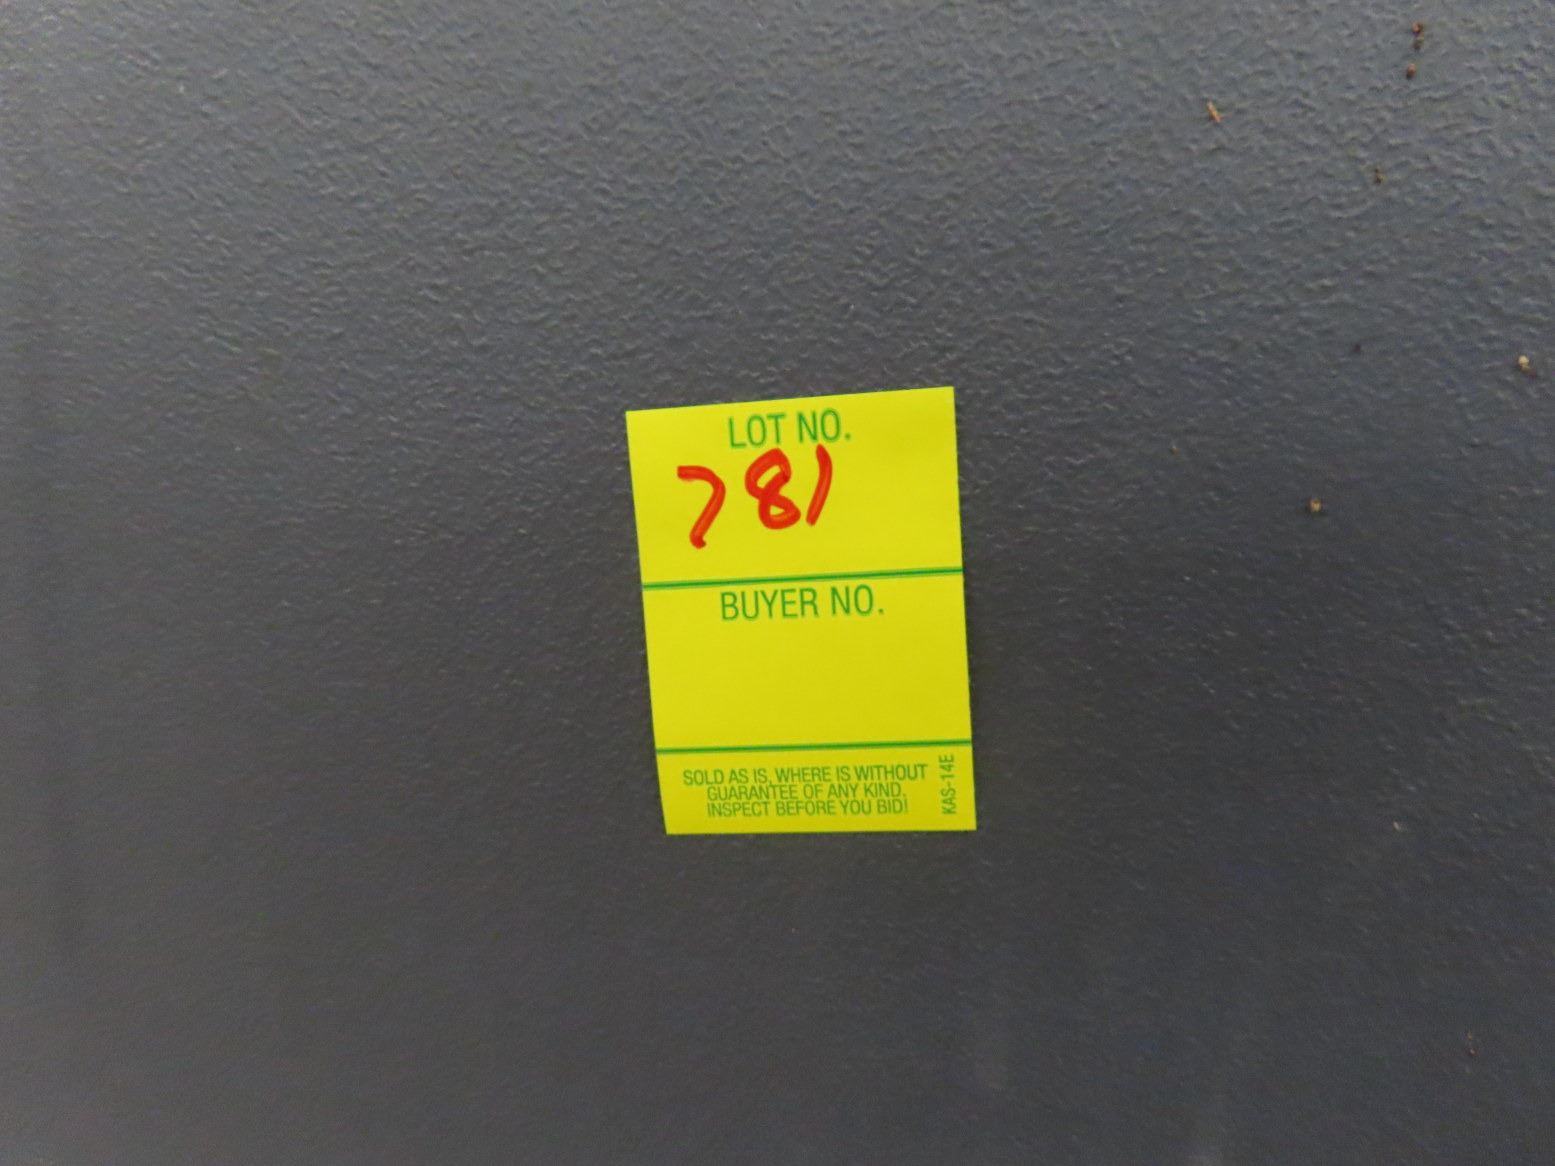 LOT NO.
781
BUYER NO.
SOLD AS IS, WHERE IS WITHOUT
GUARANTEE OF ANY KIND.
INSPECT BEFORE YOU BID!
KAS-14E